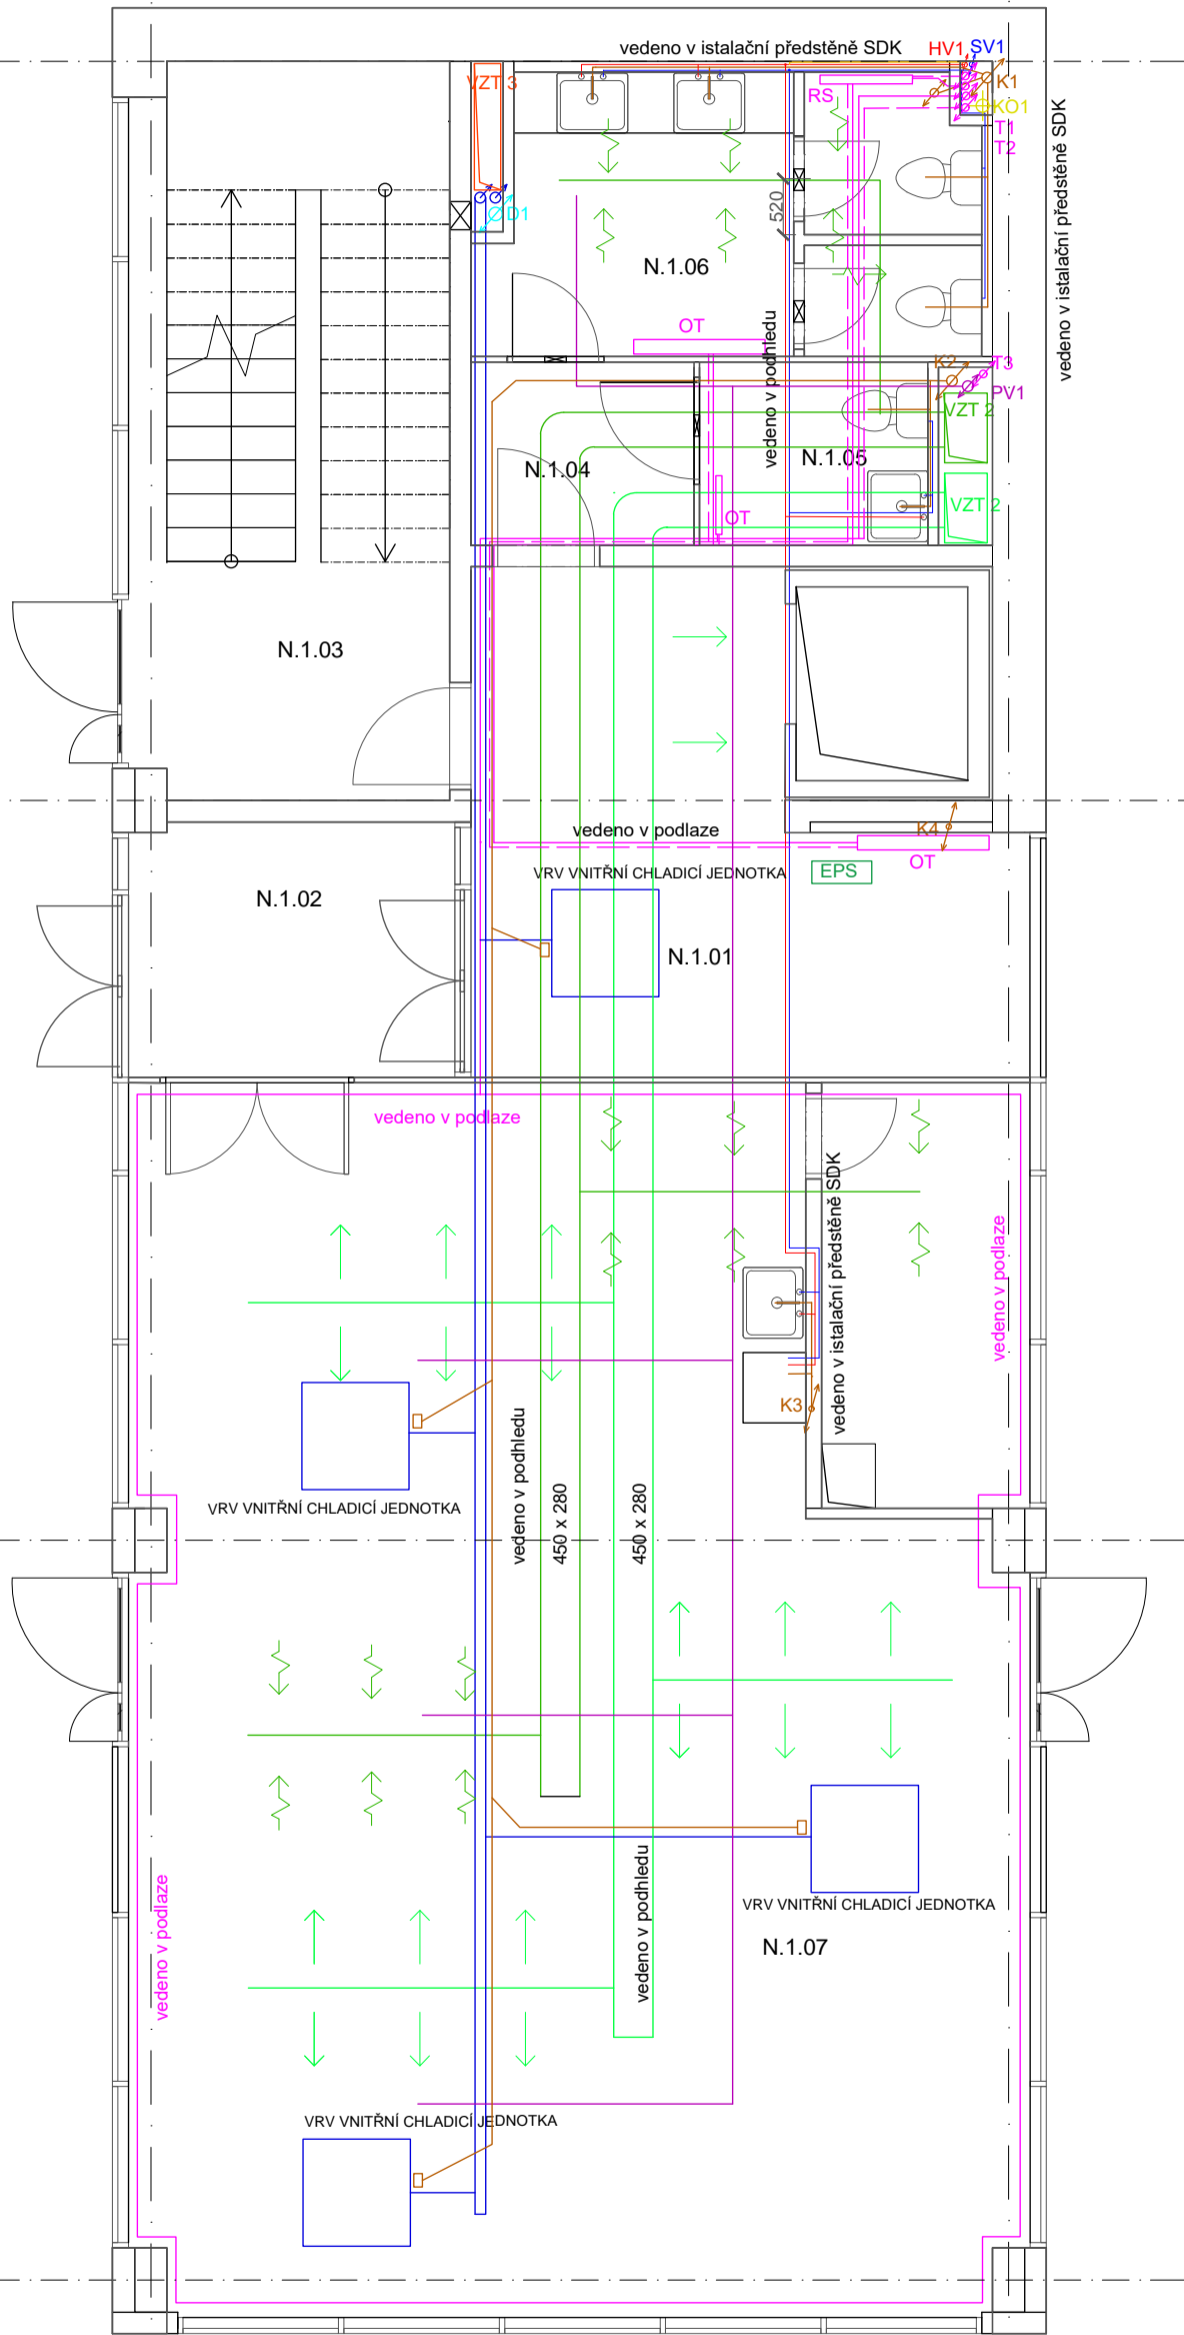 vedeno v istalační předstěně SDK
HV1
SV1
VZT 3
RS
K1
KO1
T1
T2
vedeno v istalační předstěně SDK
D1
520
N.1.06
OT
vedeno v podhledu
K2
T3
PV1
VZT 2
N.1.04
N.1.05
VZT 2
OT
N.1.03
vedeno v podlaze
K4
OT
EPS
VRV VNITŘNÍ CHLADICÍ JEDNOTKA
N.1.02
N.1.01
vedeno v podlaze
vedeno v istalační předstěně SDK
vedeno v podlaze
K3
VRV VNITŘNÍ CHLADICÍ JEDNOTKA
vedeno v podhledu
450 x 280
450 x 280
vedeno v podlaze
vedeno v podhledu
VRV VNITŘNÍ CHLADICÍ JEDNOTKA
N.1.07
VRV VNITŘNÍ CHLADICÍ JEDNOTKA